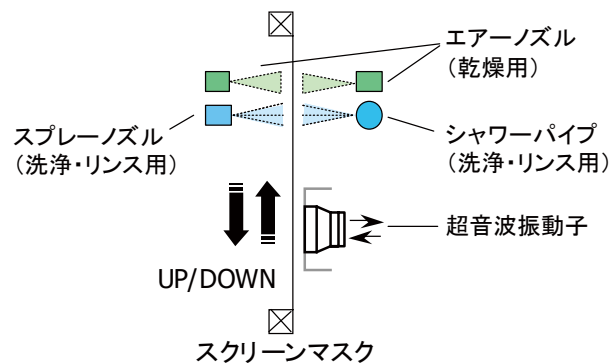 エアーノズル
(乾燥用)
スプレーノズル
(洗浄・リンス用)
シャワーパイプ
(洗浄・リンス用)
超音波振動子
UP/DOWN
スクリーンマスク